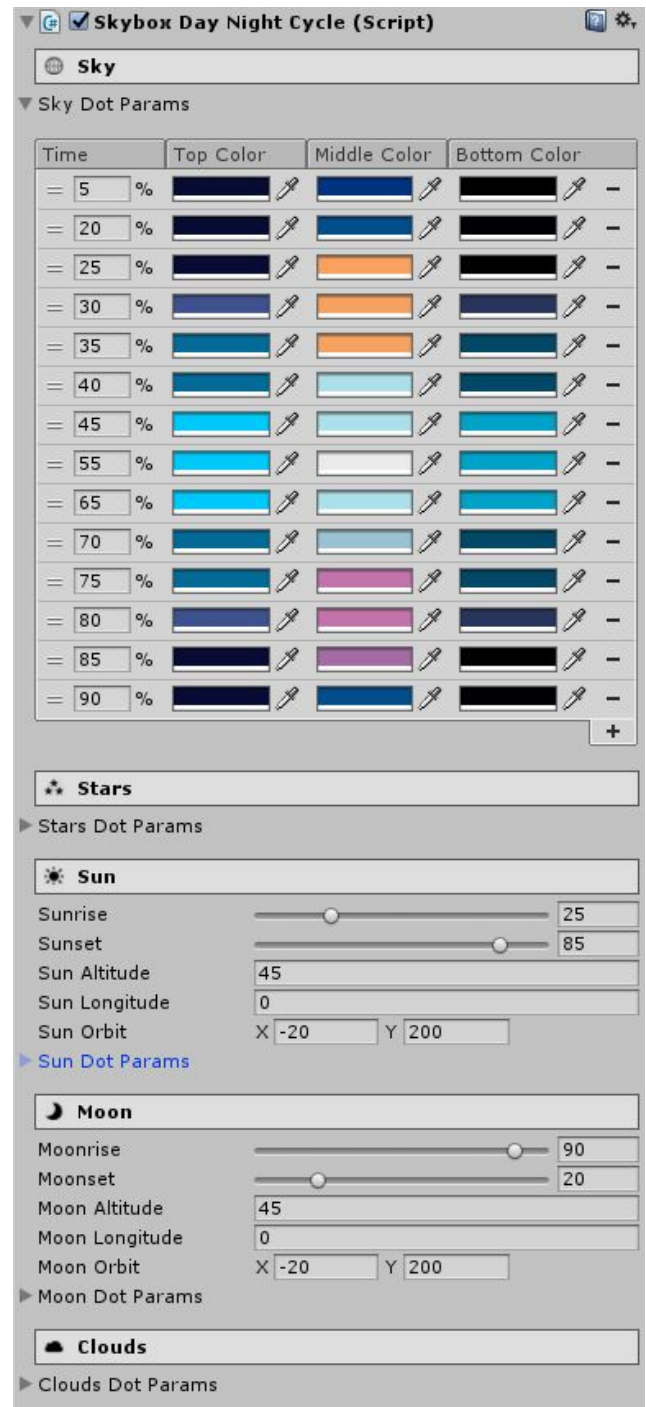 Skybox Day Night Cycle (Script)
Sky
Sky Dot Params
Time Top Color Middle Color Bottom Color
= 5 % −
= 20 % −
= 25 % −
= 30 % −
= 35 % −
= 40 % −
= 45 % −
= 55 % −
= 65 % −
= 70 % −
= 75 % −
= 80 % −
= 85 % −
= 90 % −
+
Stars
Stars Dot Params
Sun
Sunrise 25
Sunset 85
Sun Altitude 45
Sun Longitude 0
Sun Orbit X -20 Y 200
Sun Dot Params
Moon
Moonrise 90
Moonset 20
Moon Altitude 45
Moon Longitude 0
Moon Orbit X -20 Y 200
Moon Dot Params
Clouds
Clouds Dot Params